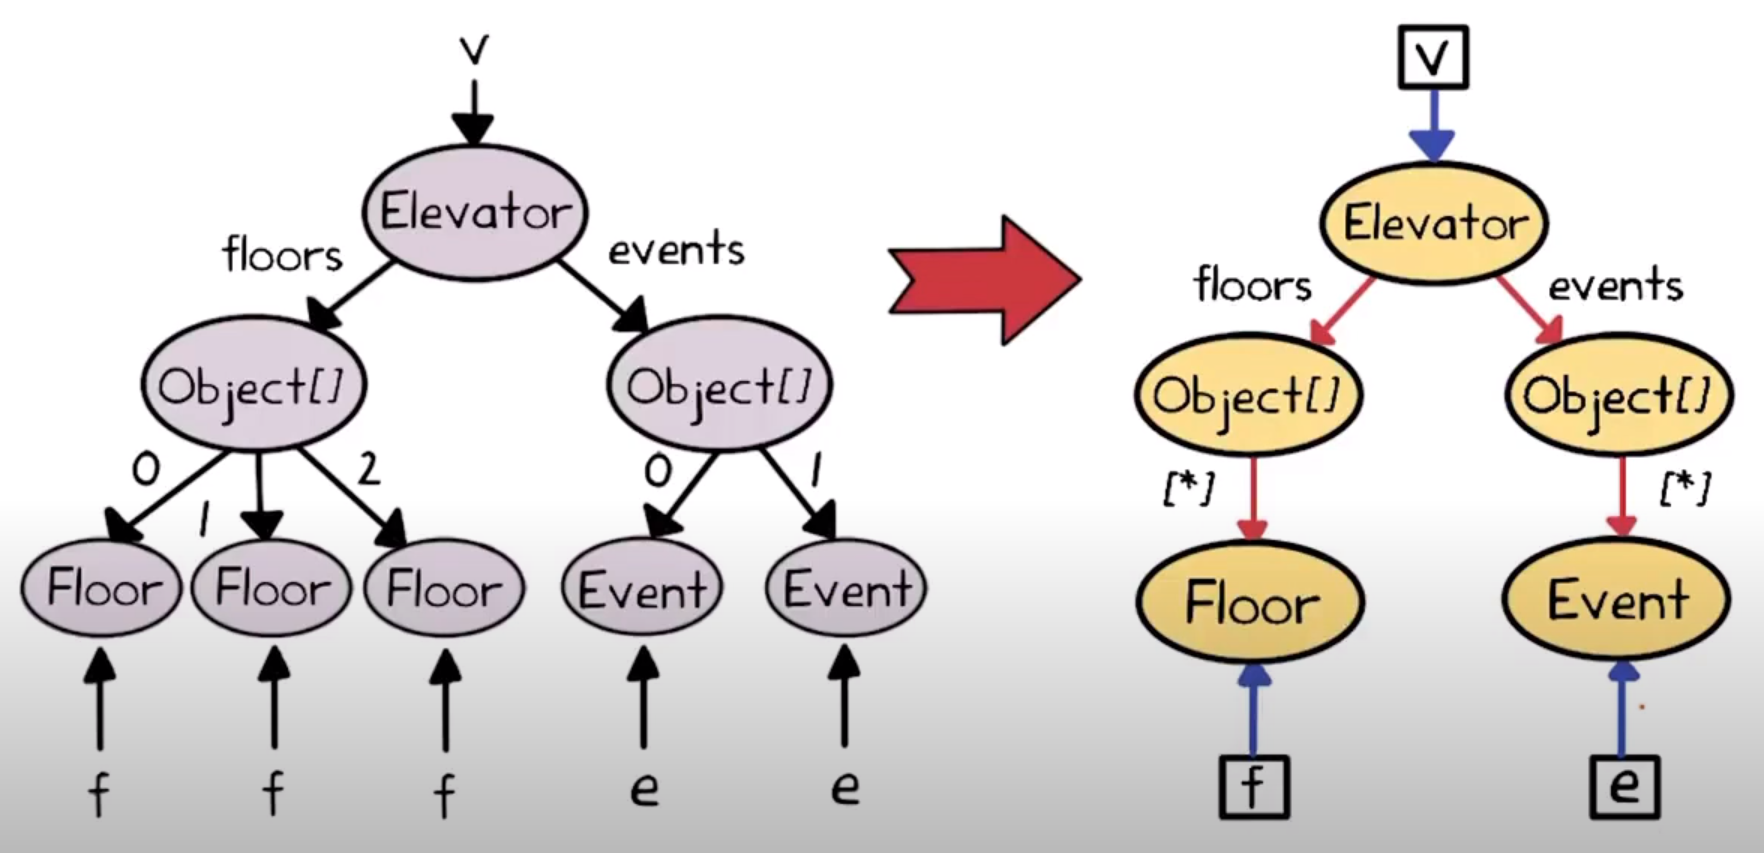 v
V
Elevator
Elevator
floors
events
floors
events
Object[]
Object[]
Object[]
Object[]
0
1
2
0
1
[*]
[*]
Floor
Floor
Floor
Event
Event
Floor
Event
f
f
f
e
e
f
e